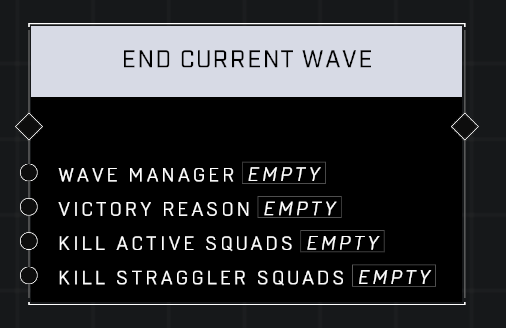 END CURRENT WAVE
WAVE MANAGER EMPTY
VICTORY REASON EMPTY
KILL ACTIVE SQUADS EMPTY
KILL STRAGGLER SQUADS EMPTY